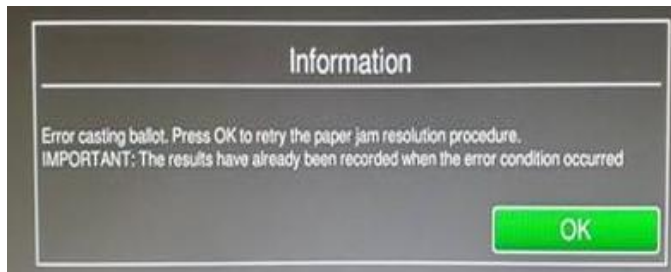 Information
Error casting ballot. Press OK to retry the paper jam resolution procedure.
IMPORTANT: The results have already been recorded when the error condition occurred
OK